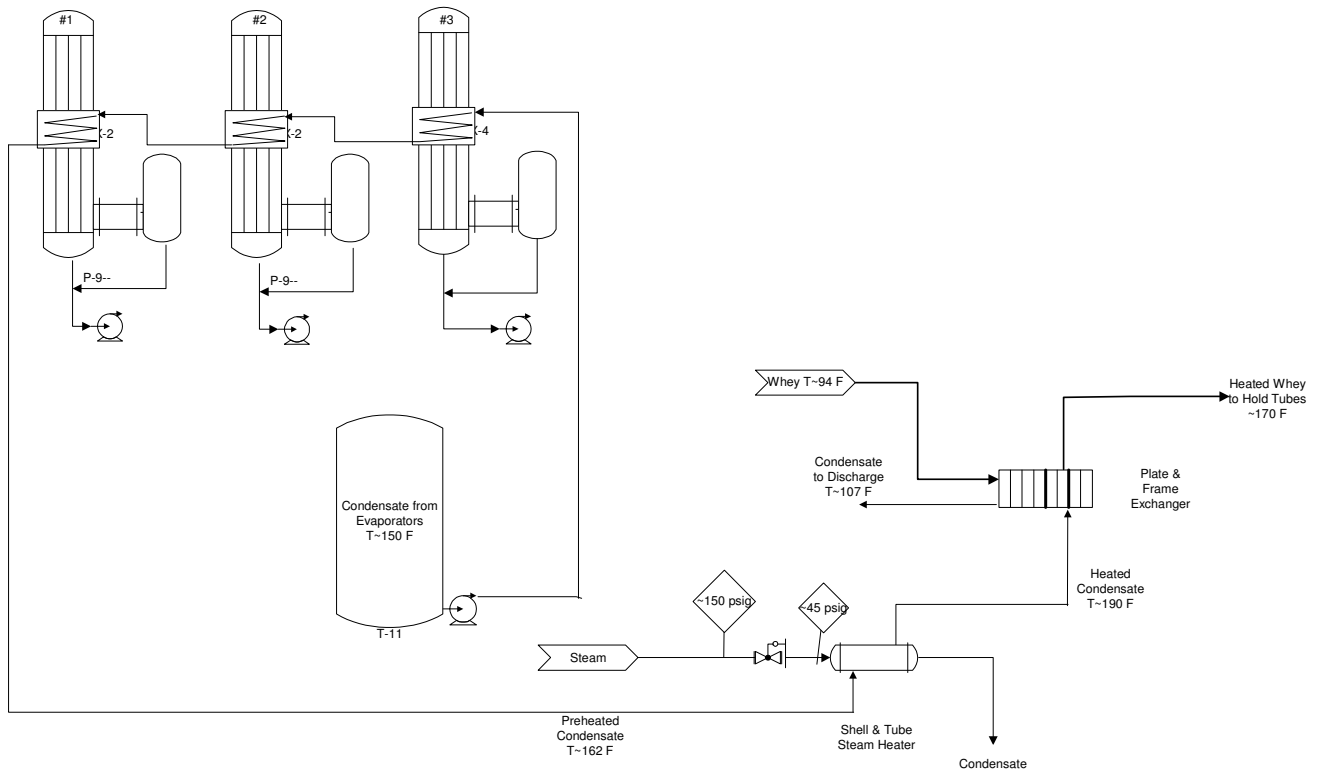 #1
#2
#3
X-2
X-2
X-4
P-9--
P-9--
Whey T~94 F
Heated Whey
to Hold Tubes
~170 F
Condensate
to Discharge
T~107 F
Plate &
Frame
Exchanger
Condensate from
Evaporators
T~150 F
T-11
Heated
Condensate
T~190 F
~150 psig
~45 psig
Steam
Preheated
Condensate
T~162 F
Shell & Tube
Steam Heater
Condensate